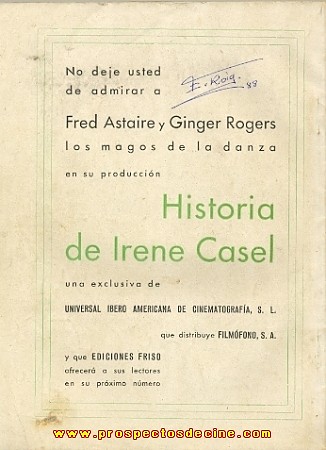 No deje usted
de admirar a
E. Roig
88
Fred Astaire y Ginger Rogers
los magos de la danza
en su producción
Historia
de Irene Casel
una exclusiva de
UNIVERSAL IBERO AMERICANA DE CINEMATOGRAFÍA, S. L.
que distribuye FILMÓFONO, S. A.
y que EDICIONES FRISO
ofrecerá a sus lectores
en su próximo número
www.prospectosdecine.com